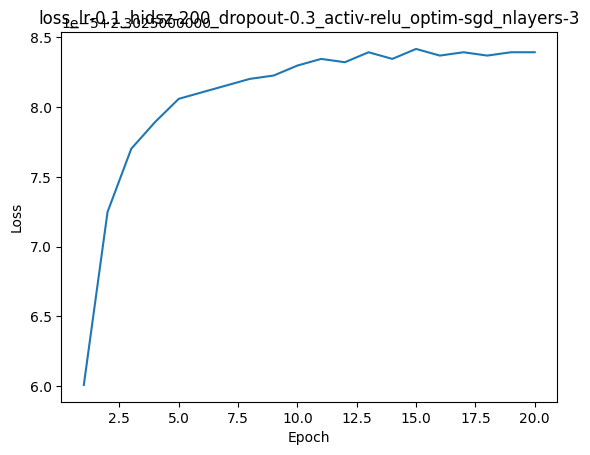 loss_lr-0.1_hidsz-200_dropout-0.3_activ-relu_optim-sgd_nlayers-3
1e−5+2.3025000000
8.5
8.0
7.5
7.0
6.5
6.0
Loss
2.5 5.0 7.5 10.0 12.5 15.0 17.5 20.0
Epoch